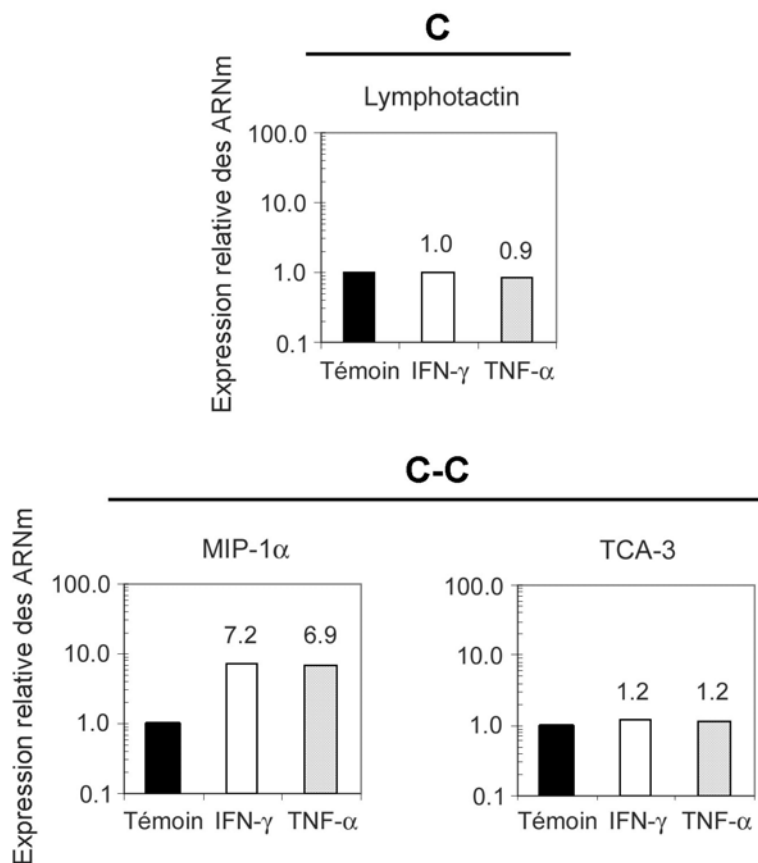 C
Lymphotactin
Expression relative des ARNm
100.0
10.0
1.0
0.1
1.0
0.9
Témoin IFN-γ TNF-α
C-C
MIP-1α
Expression relative des ARNm
100.0
10.0
1.0
0.1
7.2
6.9
Témoin IFN-γ TNF-α
TCA-3
100.0
10.0
1.0
0.1
1.2
1.2
Témoin IFN-γ TNF-α